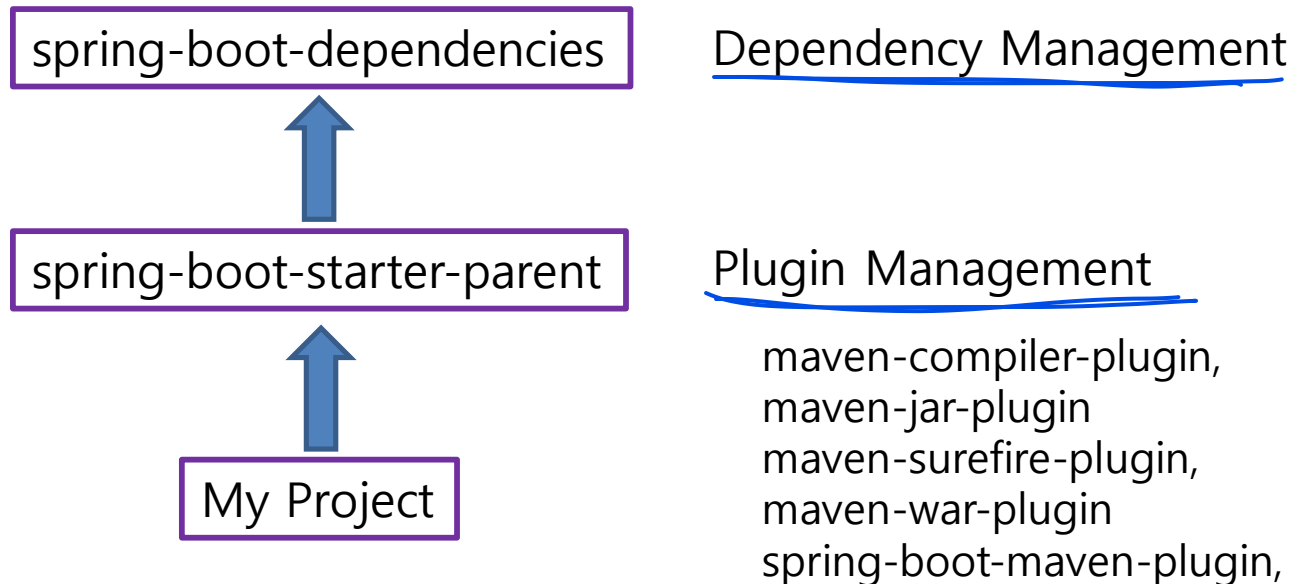 spring-boot-dependencies
Dependency Management
spring-boot-starter-parent
Plugin Management
maven-compiler-plugin,
maven-jar-plugin
maven-surefire-plugin,
My Project
maven-war-plugin
spring-boot-maven-plugin,